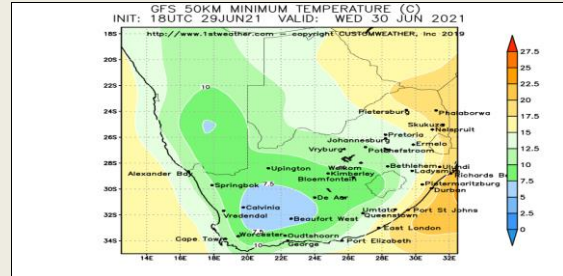 GFS 50KM MINIMUM TEMPERATURE (C)
INIT: 18UTC 29JUN21 VALID: WED 30 JUN 2021
http://www.1stweather.com - copyright CUSTOMWEATHER, Inc 2019
18S
20S
22S
24S
26S
28S
30S
32S
34S
10
Pietersburg
Phalaborwa
Skukuza
Nelspruit
Johannesburg
Pretoria
Vryburg
Potchefstroom
Ermelo
Alexander Bay
Upington
Welkom
Kimberley
Bethlehem
Ulundi
Ladysmith
Richards B
Bloemfontein
Springbok
7.5
Pietermaritzburg
De Aar
Durban
Calvinia
Vredendal
Beaufort West
Umtata
Port St Johns
Queenstown
7.5
Worcester
Oudtshoorn
East London
Cape Town
George
Port Elizabeth
10
14E
16E
18E
20E
22E
24E
26E
28E
30E
32E
27.5
25
22.5
20
17.5
15
12.5
10
7.5
5
2.5
0